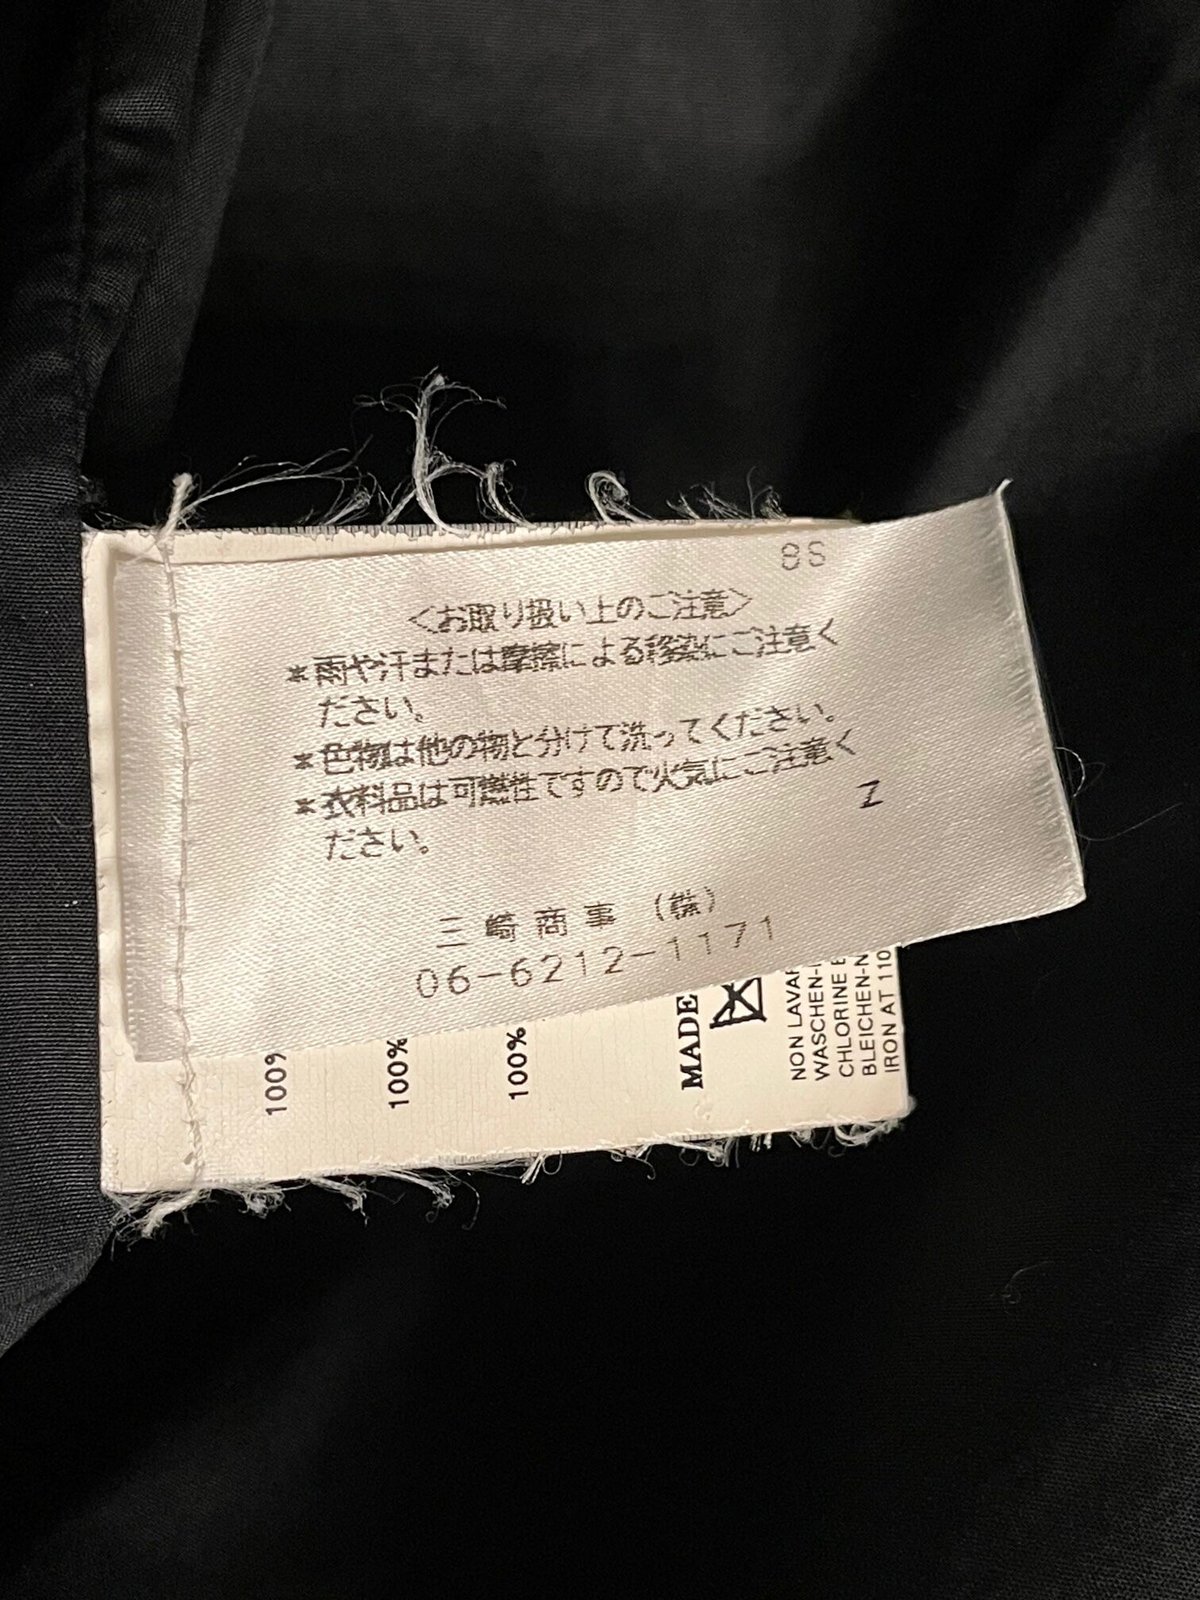 8S
<お取り扱い上のご注意>
*雨や汗または摩擦による移染にご注意く
ださい。
*色物は他の物と分けて洗ってください。
*衣料品は可燃性ですので火気にご注意く
ださい。
Z
三崎商事(株)
06-6212-1171
100%
100%
100%
MADE
NON LAVAR
WASCHEN-
CHLORINE
BLEICHEN-N
IRON AT 110